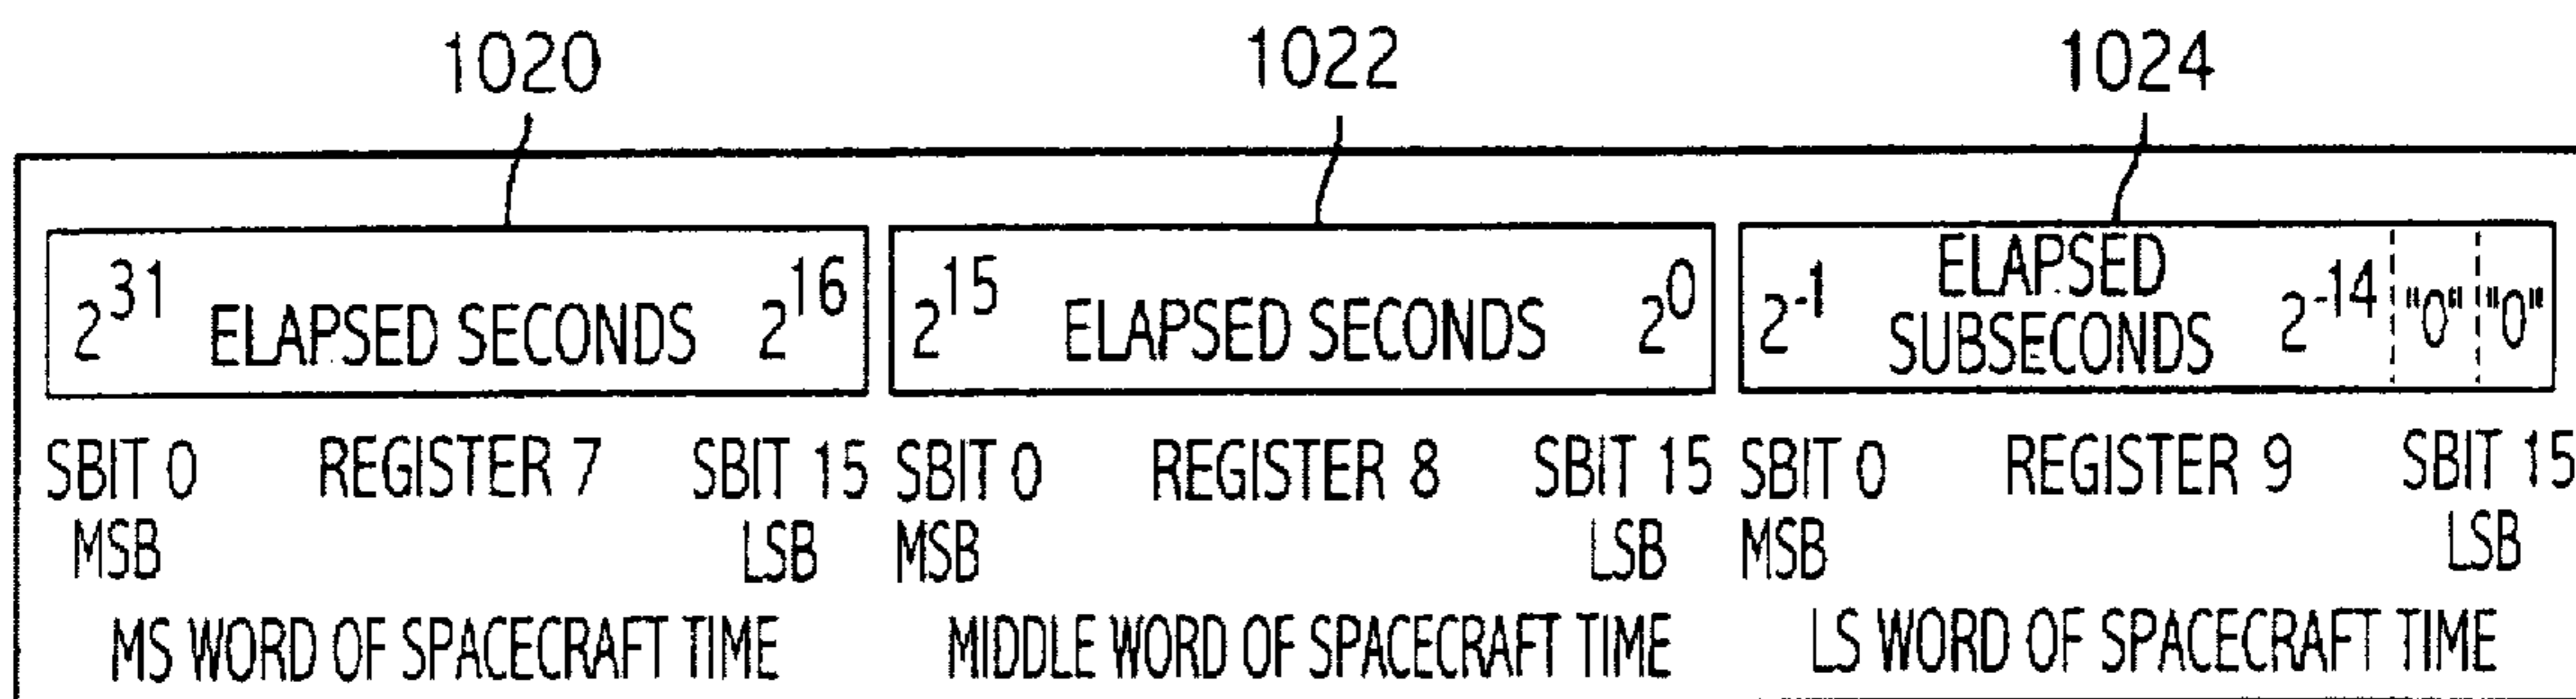 1020 1022 1024
2^31 ELAPSED SECONDS 2^16 2^15 ELAPSED SECONDS 2^0 2^-1 ELAPSED SUBSECONDS 2^-14 "0" "0"
SBIT 0 REGISTER 7 SBIT 15 SBIT 0 REGISTER 8 SBIT 15 SBIT 0 REGISTER 9 SBIT 15
MSB LSB MSB LSB MSB LSB
MS WORD OF SPACECRAFT TIME MIDDLE WORD OF SPACECRAFT TIME LS WORD OF SPACECRAFT TIME